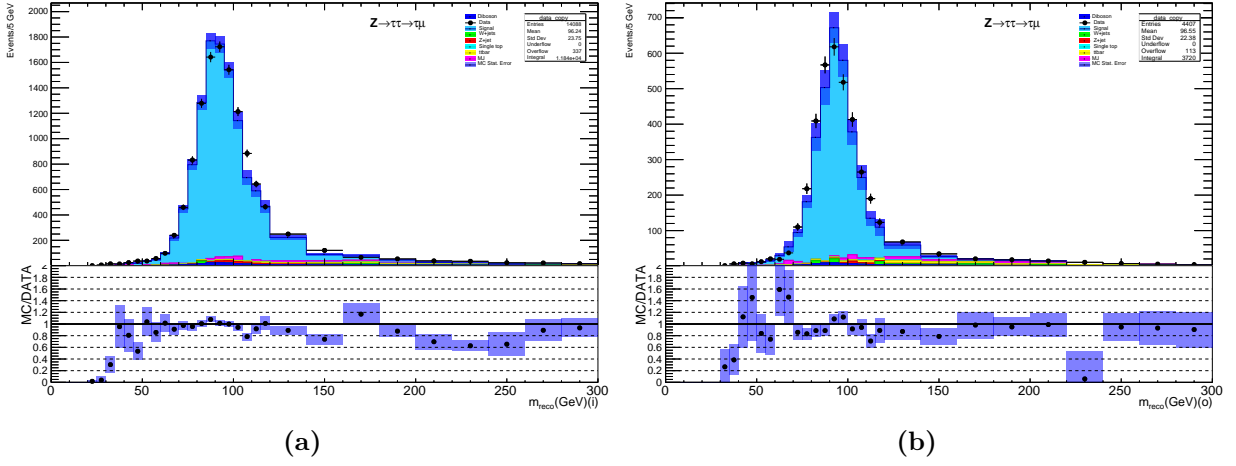 Events/5 GeV
2000
1800
1600
1400
1200
1000
800
600
400
200
Z→ττ→τμ
Diboson
Data
Signal
W+jets
Z+jet
Single top
ttbar
MJ
MC Stat. Error
data_copy
Entries 14088
Mean 96.24
Std Dev 23.75
Underflow 0
Overflow 337
Integral 1.184e+04
MC/DATA
2
1.8
1.6
1.4
1.2
1
0.8
0.6
0.4
0.2
0
0 50 100 150 200 250 300
m reco (GeV)(i)
(a)
Events/5 GeV
700
600
500
400
300
200
100
Z→ττ→τμ
Diboson
Data
Signal
W+jets
Z+jet
Single top
ttbar
MJ
MC Stat. Error
data_copy
Entries 4407
Mean 96.55
Std Dev 22.38
Underflow 0
Overflow 113
Integral 3720
MC/DATA
2
1.8
1.6
1.4
1.2
1
0.8
0.6
0.4
0.2
0
0 50 100 150 200 250 300
m reco (GeV)(o)
(b)